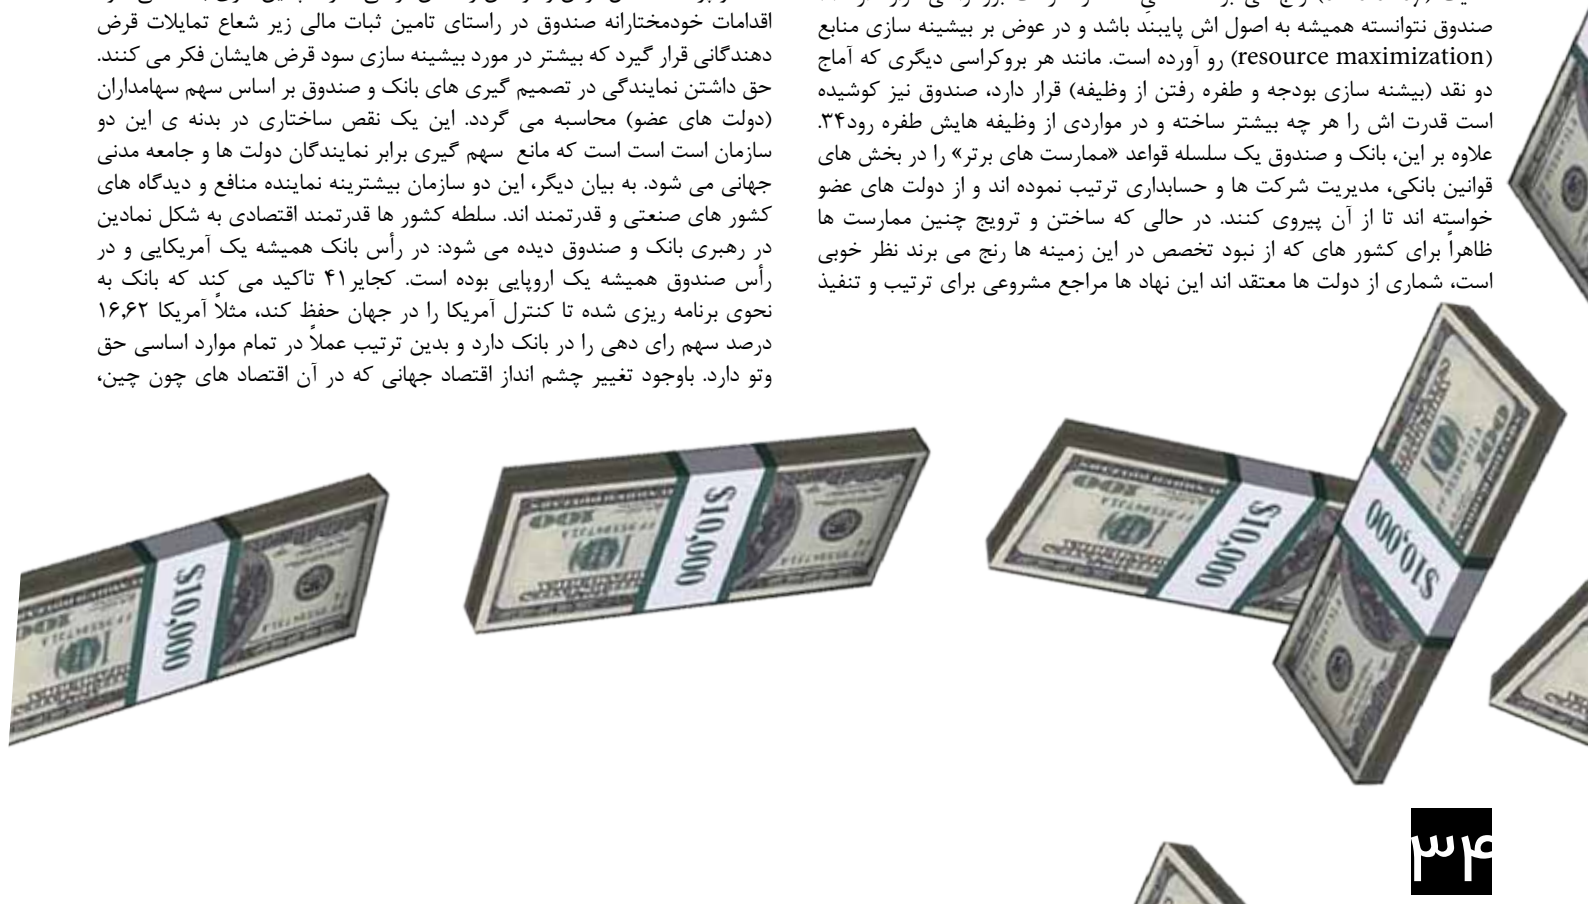 صندوق نتوانسته همیشه به اصول اش پایبند باشد و در عوض بر بیشینه سازی منابع
(resource maximization) رو آورده است. مانند هر بروکراسی دیگری که آماج
دو نقد (بیشنه سازی بودجه و طفره رفتن از وظیفه) قرار دارد، صندوق نیز کوشیده
است قدرت اش را هر چه بیشتر ساخته و در مواردی از وظیفه هایش طفره رود۳۴.
علاوه بر این، بانک و صندوق یک سلسله قواعد «ممارست های برتر» را در بخش های
قوانین بانکی، مدیریت شرکت ها و حسابداری ترتیب نموده اند و از دولت های عضو
خواسته اند تا از آن پیروی کنند. در حالی که ساختن و ترویج چنین ممارست ها
ظاهراً برای کشور های که از نبود تخصص در این زمینه ها رنج می برند نظر خوبی
است، شماری از دولت ها معتقد اند این نهاد ها مراجع مشروعی برای ترتیب و تنفیذ
اقدامات خودمختارانه صندوق در راستای تامین ثبات مالی زیر شعاع تمایلات قرض
دهندگانی قرار گیرد که بیشتر در مورد بیشینه سازی سود قرض هایشان فکر می کنند.
حق داشتن نمایندگی در تصمیم گیری های بانک و صندوق بر اساس سهم سهامداران
(دولت های عضو) محاسبه می گردد. این یک نقص ساختاری در بدنه ی این دو
سازمان است است که مانع سهم گیری برابر نمایندگان دولت ها و جامعه مدنی
جهانی می شود. به بیان دیگر، این دو سازمان بیشترینه نماینده منافع و دیدگاه های
کشور های صنعتی و قدرتمند اند. سلطه کشور ها قدرتمند اقتصادی به شکل نمادین
در رهبری بانک و صندوق دیده می شود: در رأس بانک همیشه یک آمریکایی و در
رأس صندوق همیشه یک اروپایی بوده است. کجایر۴۱ تاکید می کند که بانک به
نحوی برنامه ریزی شده تا کنترل آمریکا را در جهان حفظ کند، مثلاً آمریکا ۱۶,۶۲
درصد سهم رای دهی را در بانک دارد و بدین ترتیب عملاً در تمام موارد اساسی حق
وتو دارد. باوجود تغییر چشم انداز اقتصاد جهانی که در آن اقتصاد های چون چین،
$10,000
$10,000
$10,000
$10,000
۳۴